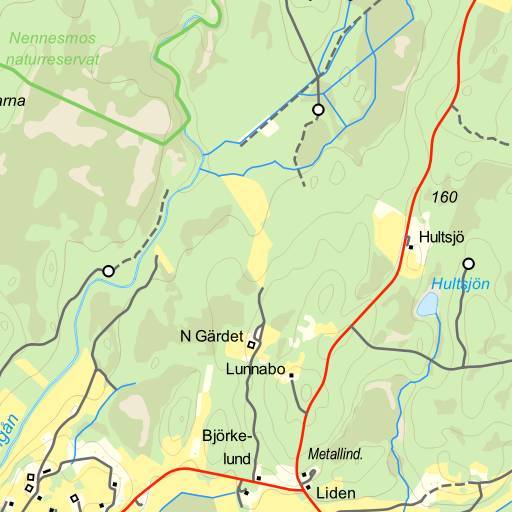 Nennesmos
naturreservat
arna
160
Hultsjö
Hultsjön
N Gärdet
Lunnabo
Björke-
lund
Metallind.
Liden
gån